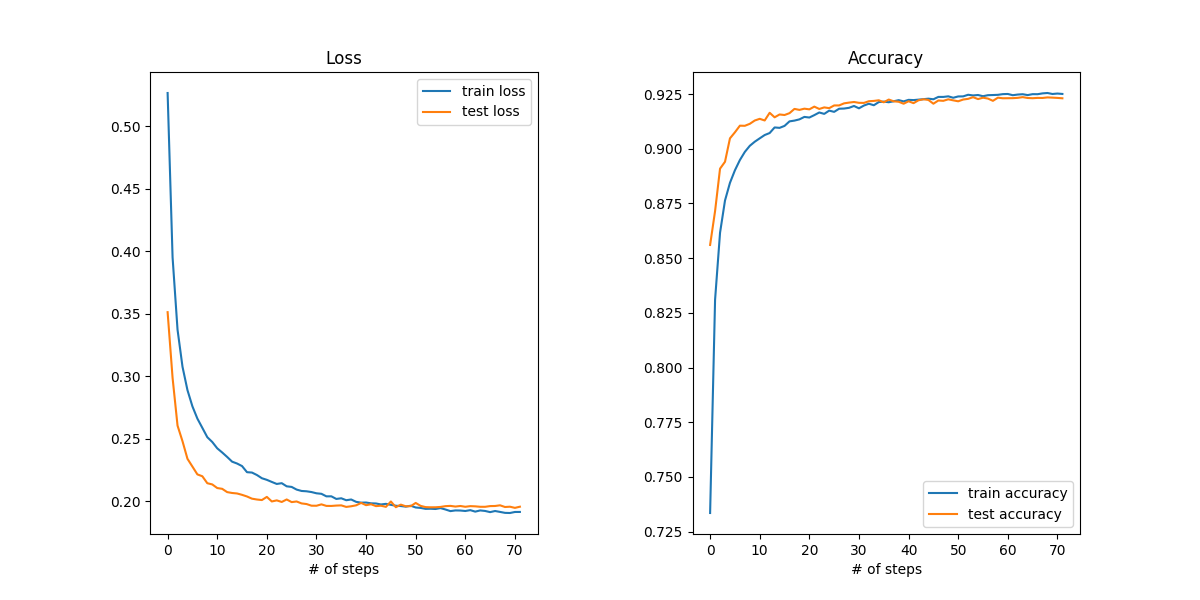 Loss
train loss
test loss
0.50
0.45
0.40
0.35
0.30
0.25
0.20
0 10 20 30 40 50 60 70
# of steps
Accuracy
0.925
0.900
0.875
0.850
0.825
0.800
0.775
0.750
0.725
train accuracy
test accuracy
0 10 20 30 40 50 60 70
# of steps